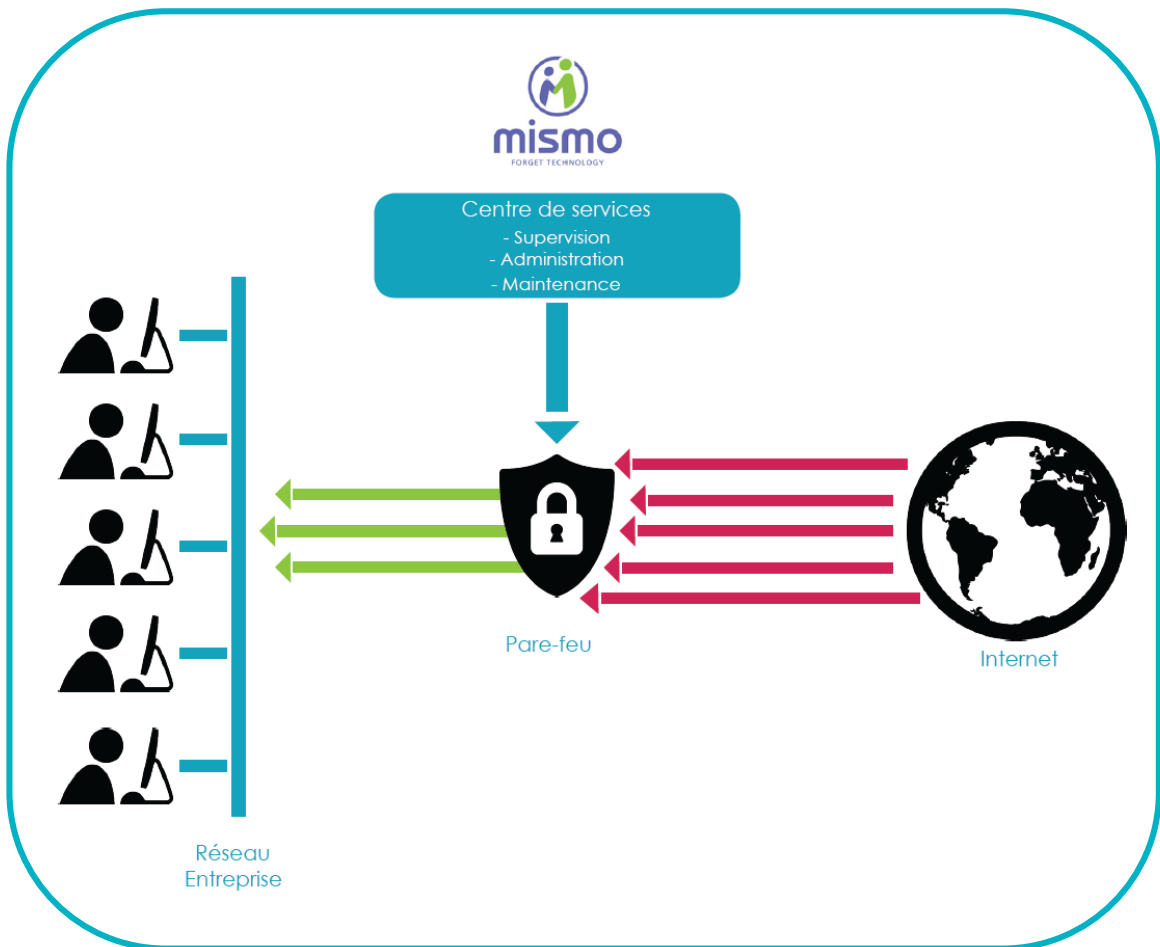 mismo
FORGET TECHNOLOGY
Centre de services
- Supervision
- Administration
- Maintenance
Pare-feu
Internet
Réseau
Entreprise